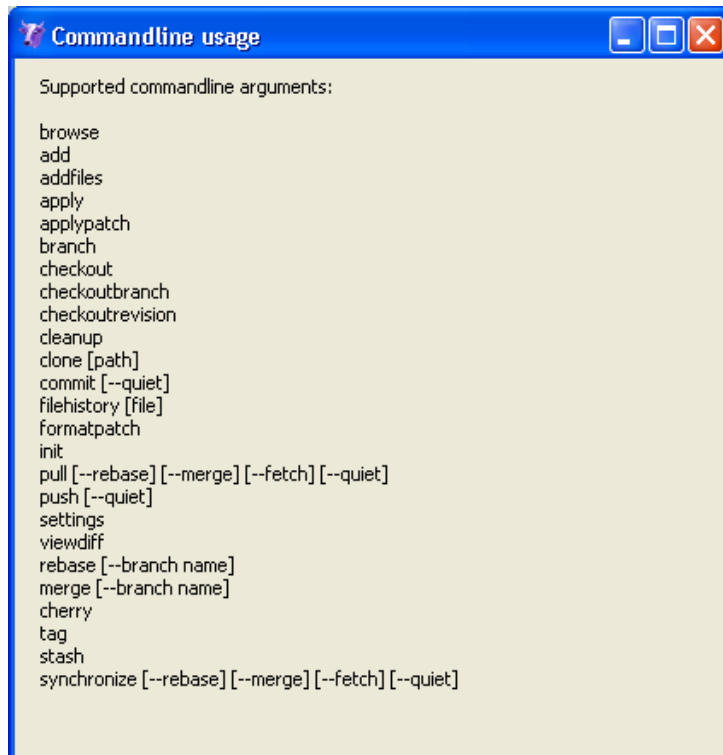 Commandline usage
Supported commandline arguments:
browse
add
addfiles
apply
applypatch
branch
checkout
checkoutbranch
checkoutrevision
cleanup
clone [path]
commit [--quiet]
filehistory [file]
formatpatch
init
pull [--rebase] [--merge] [--fetch] [--quiet]
push [--quiet]
settings
viewdiff
rebase [--branch name]
merge [--branch name]
cherry
tag
stash
synchronize [--rebase] [--merge] [--fetch] [--quiet]